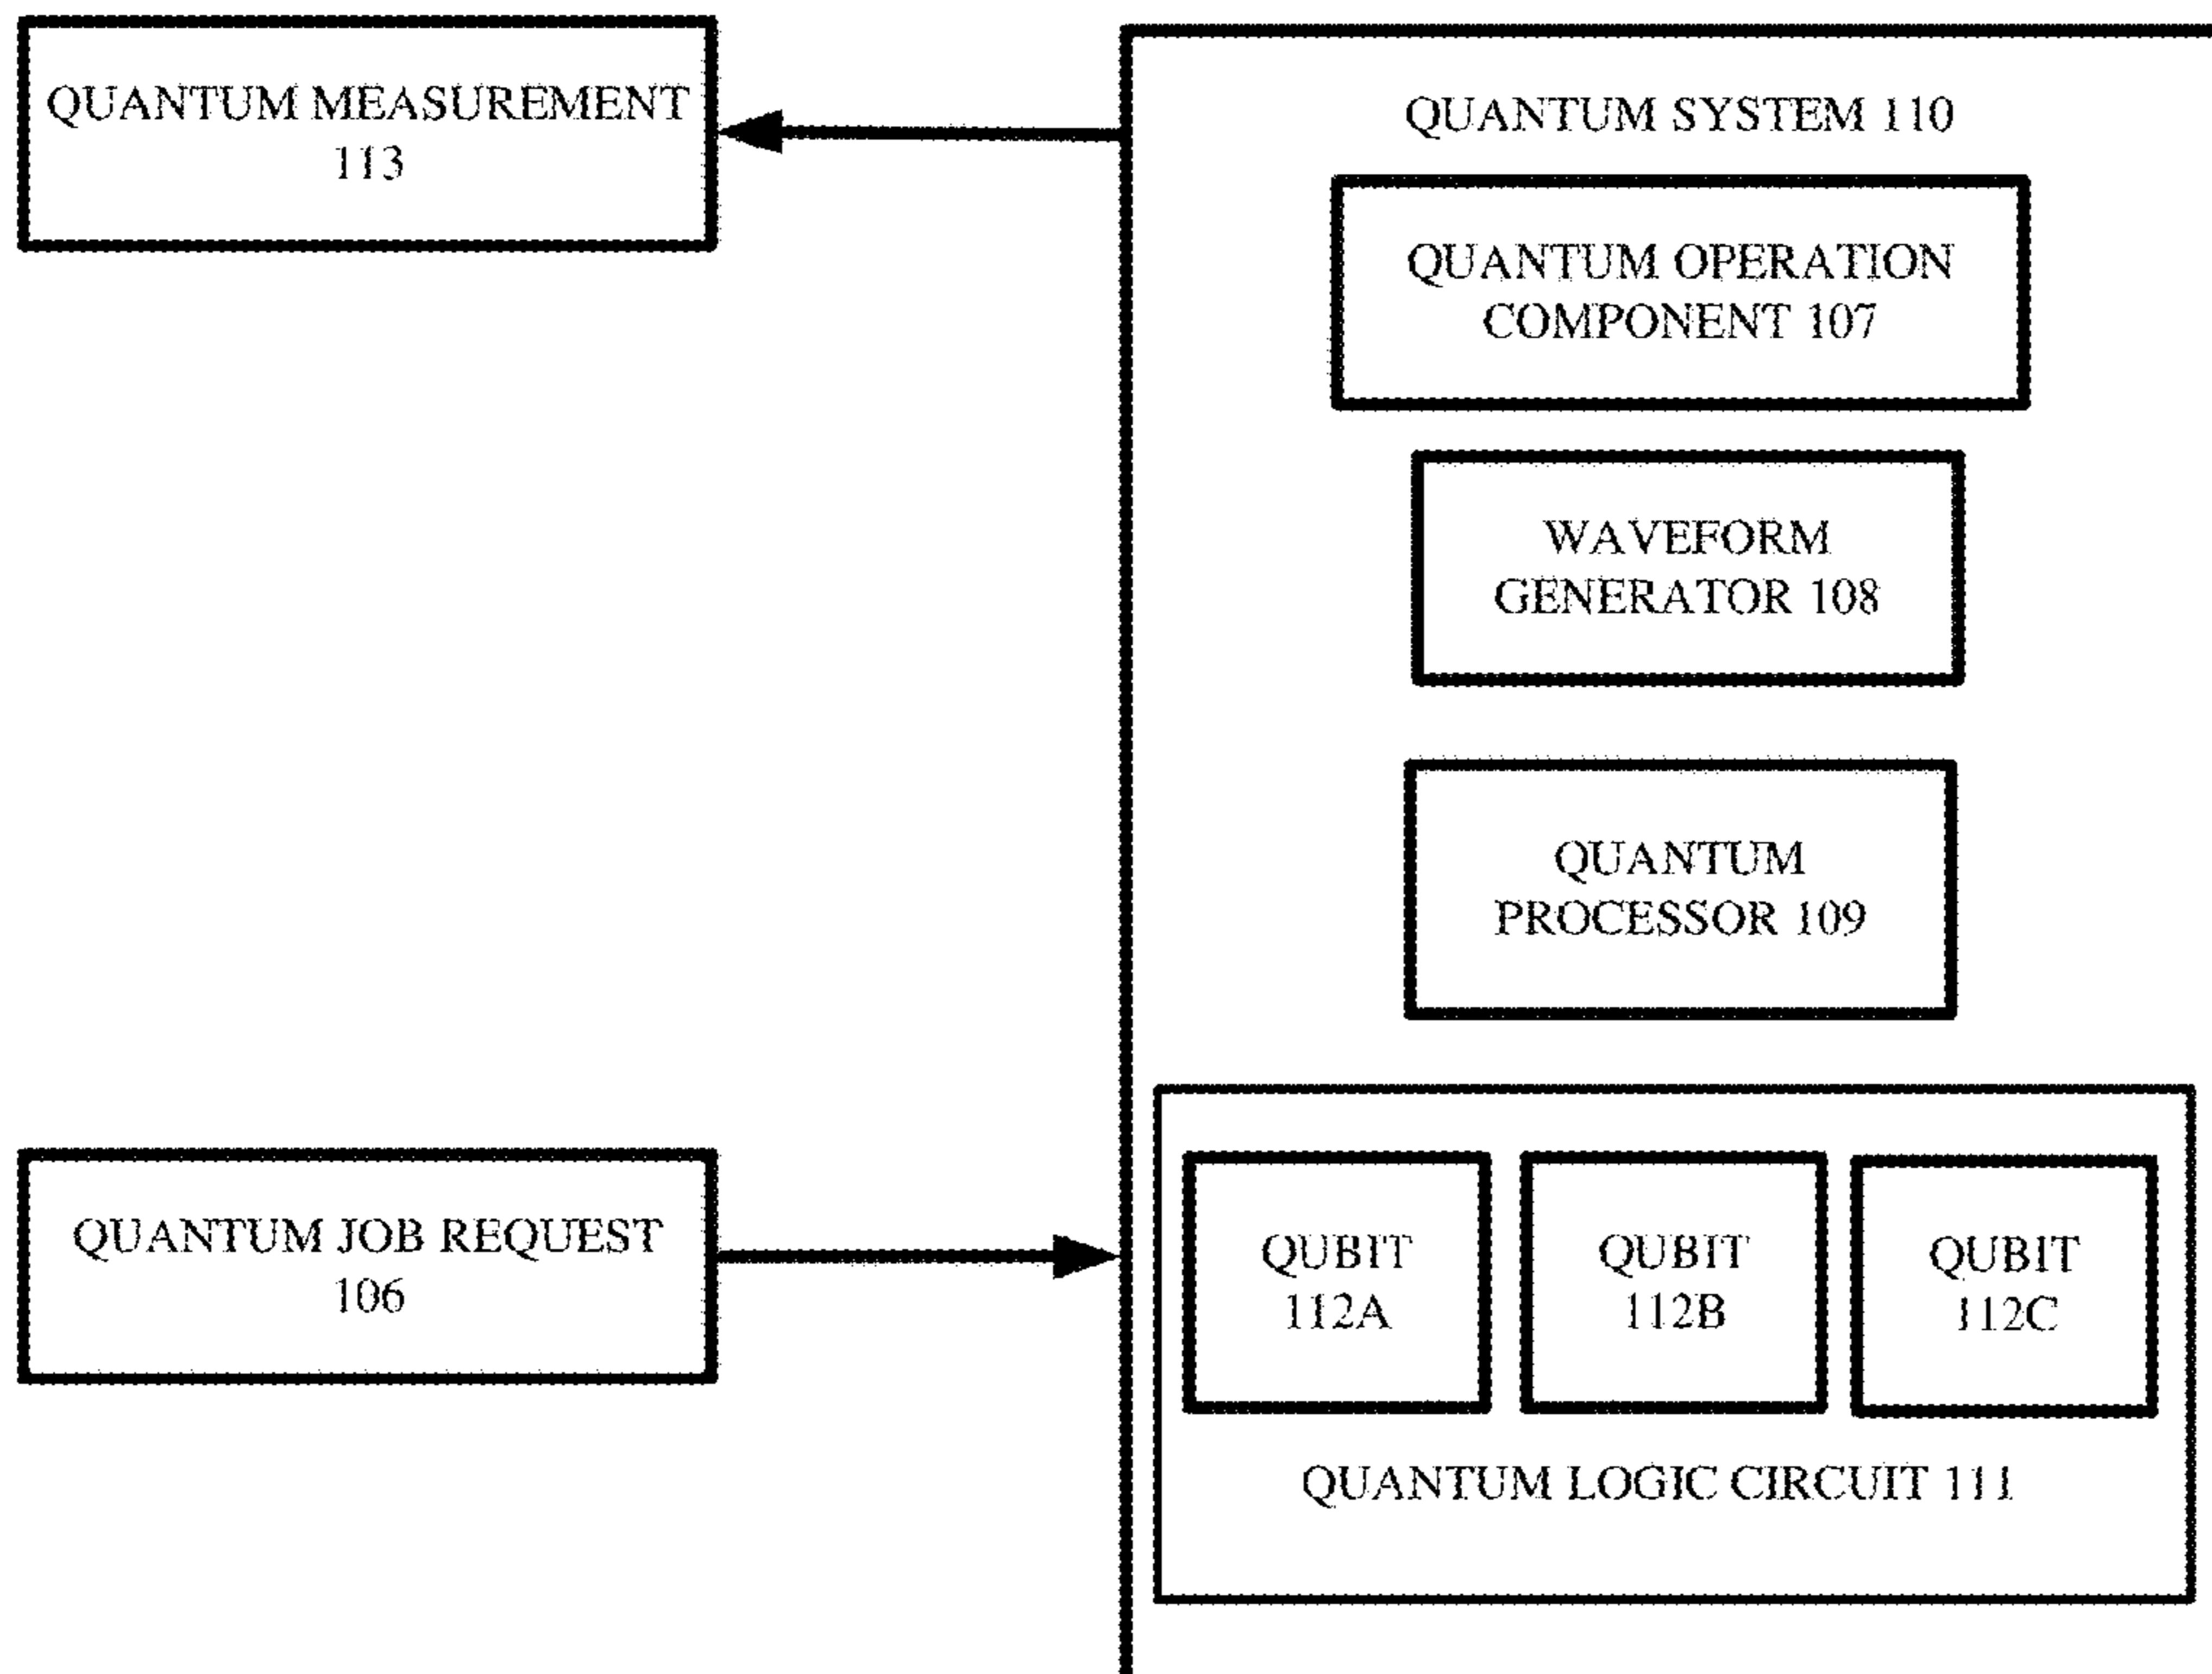 QUANTUM MEASUREMENT
113
QUANTUM SYSTEM 110
QUANTUM OPERATION
COMPONENT 107
WAVEFORM
GENERATOR 108
QUANTUM
PROCESSOR 109
QUANTUM JOB REQUEST
106
QUBIT
112A
QUBIT
112B
QUBIT
112C
QUANTUM LOGIC CIRCUIT 111